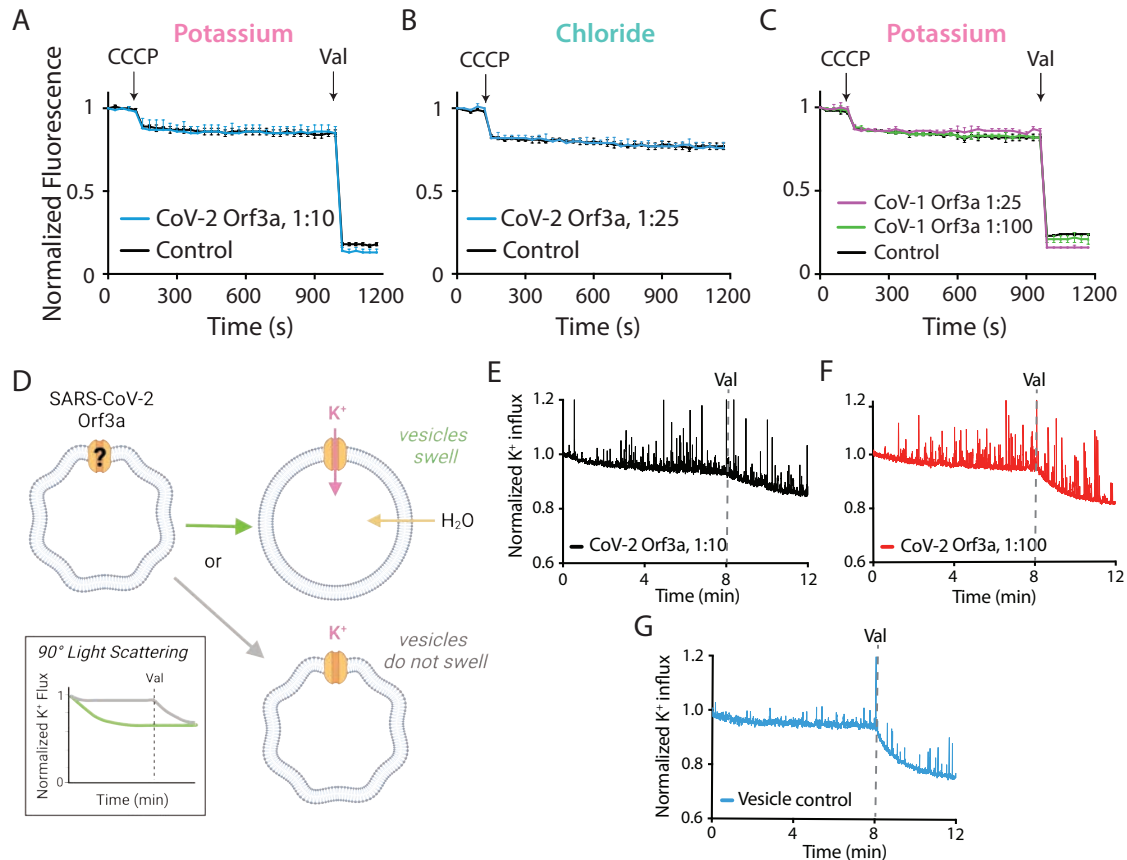 A
Potassium
CCCP
Val
Normalized Fluorescence
1
0.5
0
CoV-2 Orf3a, 1:10
Control
0
300
600
900
1200
Time (s)
B
Chloride
CCCP
1
0.5
0
CoV-2 Orf3a, 1:25
Control
0
300
600
900
1200
Time (s)
C
Potassium
CCCP
Val
1
0.5
0
CoV-1 Orf3a 1:25
CoV-1 Orf3a 1:100
Control
0
300
600
900
1200
Time (s)
D
SARS-CoV-2
Orf3a
?
K⁺
vesicles
swell
H₂O
or
K⁺
vesicles
do not swell
90° Light Scattering
Val
Normalized K⁺ Flux
1
0
Time (min)
E
Val
Normalized K⁺ influx
1.2
1.0
0.8
0.6
CoV-2 Orf3a, 1:10
0
4
8
12
Time (min)
F
Val
1.2
1.0
0.8
0.6
CoV-2 Orf3a, 1:100
0
4
8
12
Time (min)
G
Val
Normalized K⁺ influx
1.2
1.0
0.8
0.6
Vesicle control
0
4
8
12
Time (min)